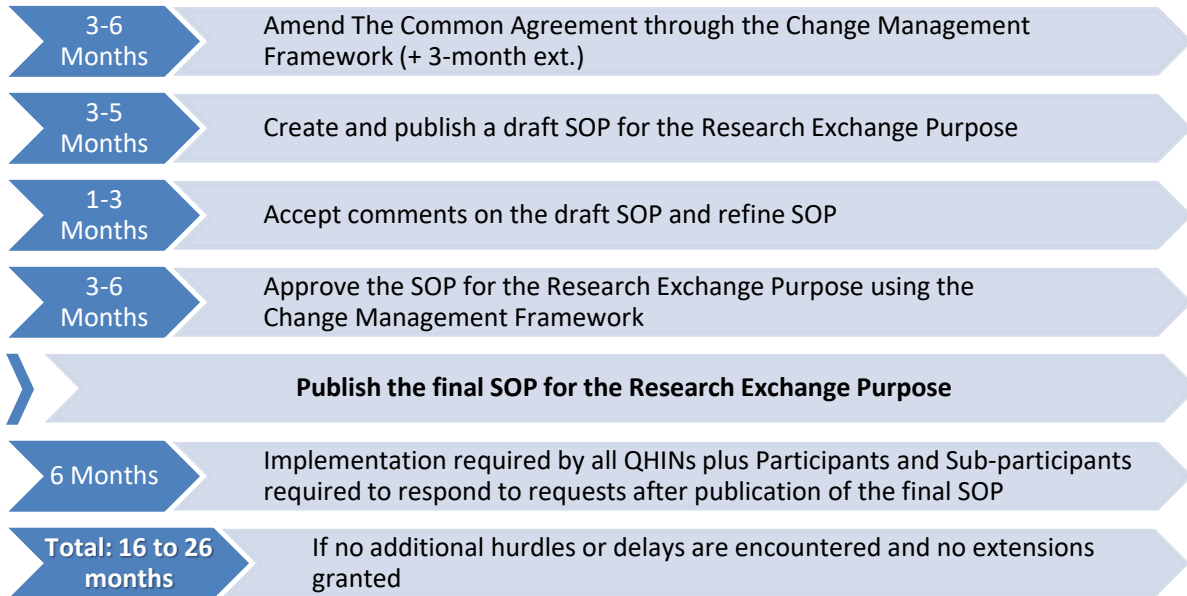 3-6
Months
Amend The Common Agreement through the Change Management
Framework (+ 3-month ext.)
3-5
Months
Create and publish a draft SOP for the Research Exchange Purpose
1-3
Months
Accept comments on the draft SOP and refine SOP
3-6
Months
Approve the SOP for the Research Exchange Purpose using the
Change Management Framework
Publish the final SOP for the Research Exchange Purpose
6 Months
Implementation required by all QHINs plus Participants and Sub-participants
required to respond to requests after publication of the final SOP
Total: 16 to 26
months
If no additional hurdles or delays are encountered and no extensions
granted